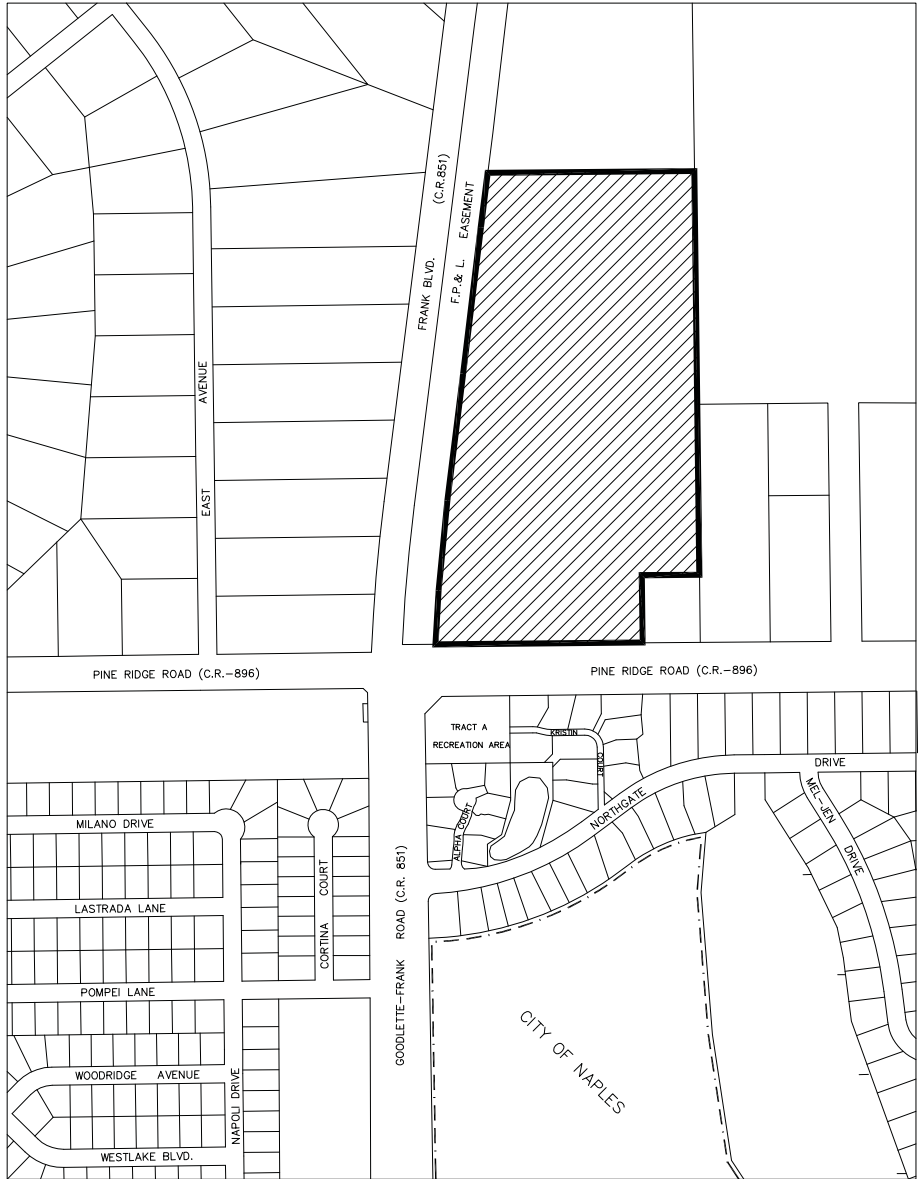 (C.R.851)
FRANK BLVD.
EASEMENT
F.P.& L.
AVENUE
EAST
PINE RIDGE ROAD (C.R.-896)
PINE RIDGE ROAD (C.R.-896)
TRACT A
RECREATION AREA
KRISTIN
COURT
DRIVE
NORTHGATE
MEL-JEN
DRIVE
ALPHA COURT
MILANO DRIVE
LASTRADA LANE
CORTINA COURT
GOODLETTE-FRANK ROAD (C.R. 851)
POMPEI LANE
CITY OF NAPLES
WOODRIDGE AVENUE
NAPOLI DRIVE
WESTLAKE BLVD.